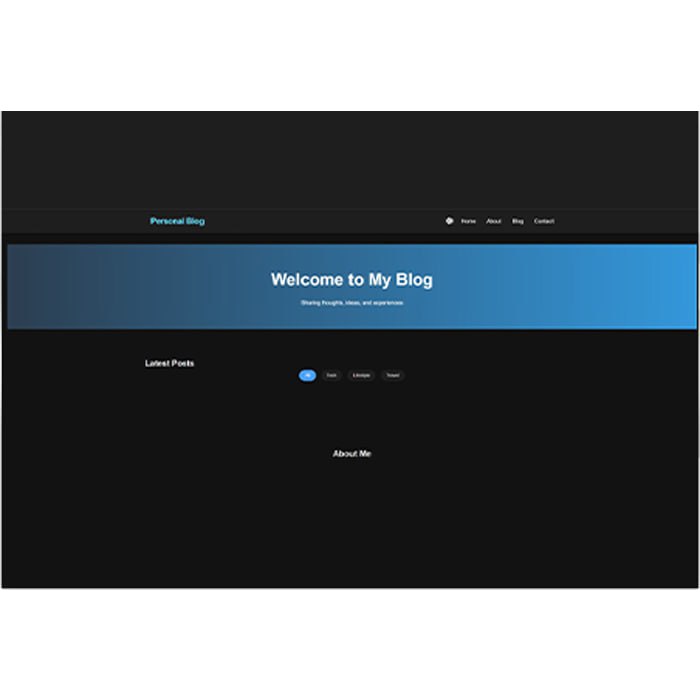 Personal Blog
Home About Blog Contact
Welcome to My Blog
Sharing thoughts, ideas, and experiences
Latest Posts
All Tech Lifestyle Travel
About Me